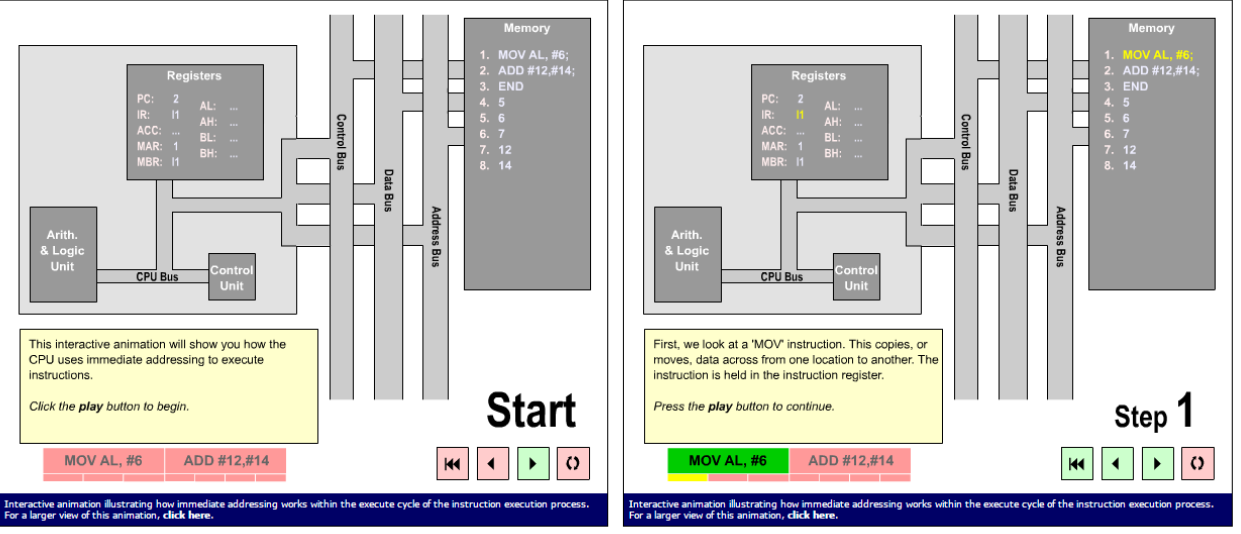 Memory
1. MOV AL, #6;
2. ADD #12,#14;
3. END
4. 5
5. 6
6. 7
7. 12
8. 14
Registers
PC: 2
IR: I1
ACC: ...
MAR: 1
MBR: I1
AL: ...
AH: ...
BL: ...
BH: ...
Control Bus
Data Bus
Address Bus
Arith.
& Logic
Unit
CPU Bus
Control
Unit
This interactive animation will show you how the
CPU uses immediate addressing to execute
instructions.
Click the play button to begin.
Start
MOV AL, #6 ADD #12,#14
Interactive animation illustrating how immediate addressing works within the execute cycle of the instruction execution process.
For a larger view of this animation, click here.
Memory
1. MOV AL, #6;
2. ADD #12,#14;
3. END
4. 5
5. 6
6. 7
7. 12
8. 14
Registers
PC: 2
IR: I1
ACC: ...
MAR: 1
MBR: I1
AL: ...
AH: ...
BL: ...
BH: ...
Control Bus
Data Bus
Address Bus
Arith.
& Logic
Unit
CPU Bus
Control
Unit
First, we look at a 'MOV' instruction. This copies, or
moves, data across from one location to another. The
instruction is held in the instruction register.
Press the play button to continue.
Step 1
MOV AL, #6 ADD #12,#14
Interactive animation illustrating how immediate addressing works within the execute cycle of the instruction execution process.
For a larger view of this animation, click here.